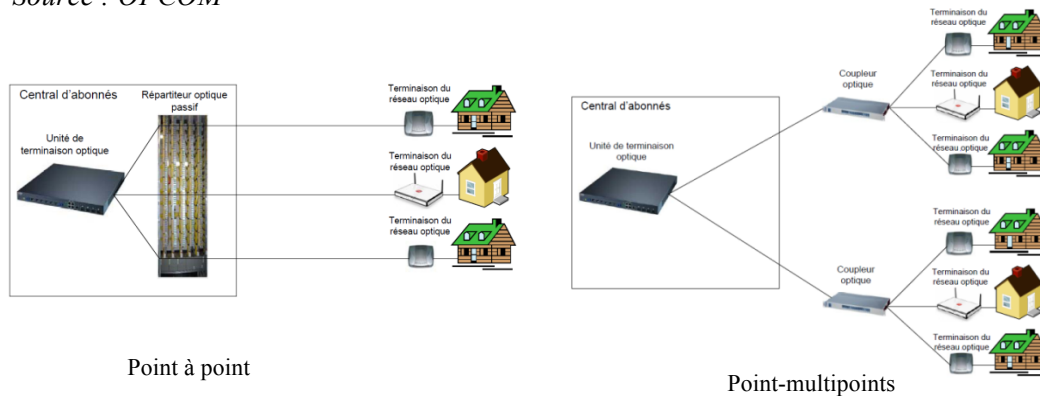 Source : OFCOM
Central d'abonnés
Répartiteur optique
passif
Unité de
terminaison optique
Terminaison du
réseau optique
Terminaison du
réseau optique
Terminaison du
réseau optique
Point à point
Central d'abonnés
Unité de terminaison
optique
Coupleur
optique
Terminaison du
réseau optique
Terminaison du
réseau optique
Terminaison du
réseau optique
Coupleur
optique
Terminaison du
réseau optique
Terminaison du
réseau optique
Terminaison du
réseau optique
Point-multipoints